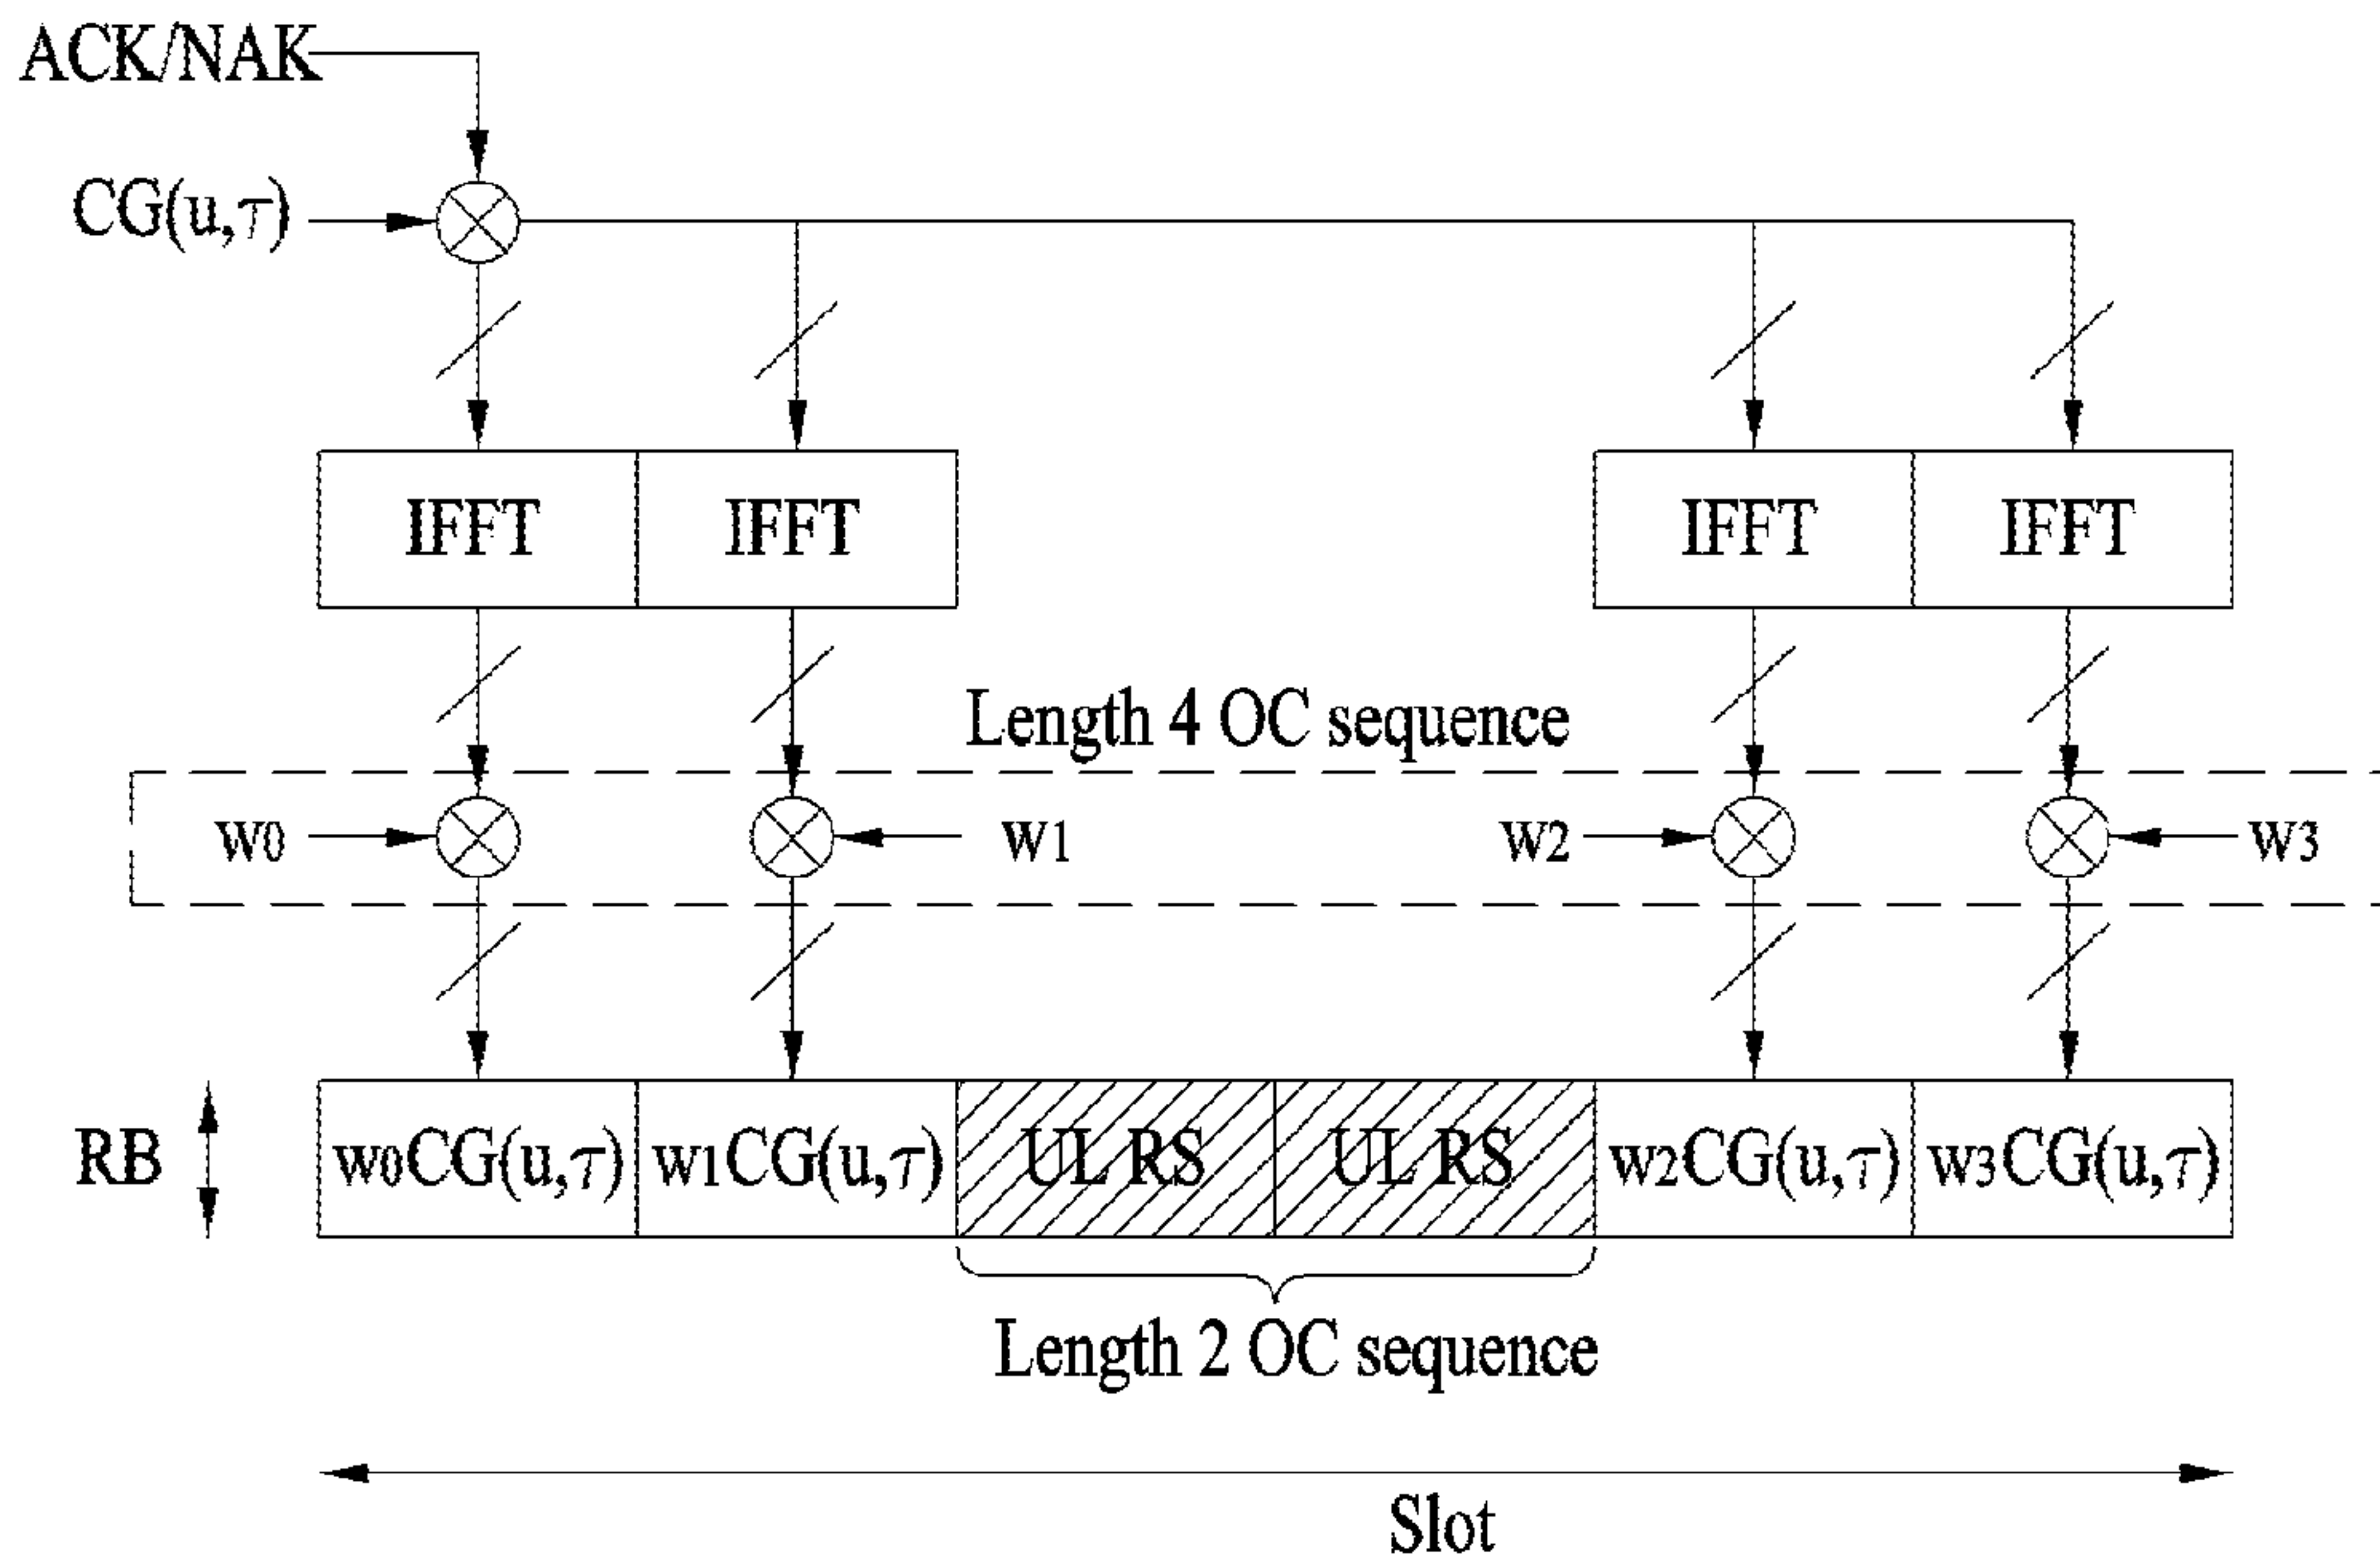 ACK/NAK
CG(u,τ)
IFFT IFFT IFFT IFFT
Length 4 OC sequence
w0 w1 w2 w3
RB w0CG(u,τ) w1CG(u,τ) UL RS UL RS w2CG(u,τ) w3CG(u,τ)
Length 2 OC sequence
Slot